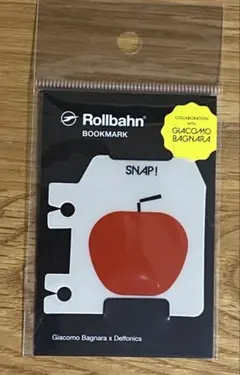 Rollbahn®
BOOKMARK
COLLABORATION
WITH
GIACOMO
BAGNARA
SNAP!
Giacomo Bagnara x Delfonics